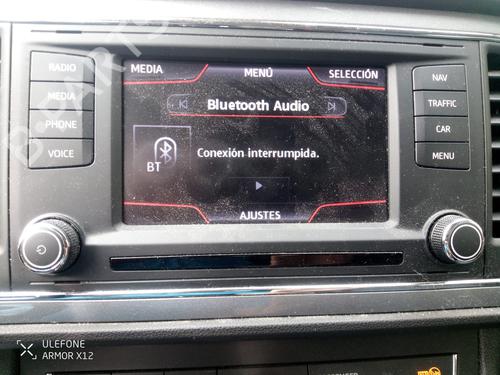 MEDIA MENÚ SELECCIÓN
RADIO
MEDIA
PHONE
VOICE
Bluetooth Audio
BT
Conexión interrumpida.
AJUSTES
NAV
TRAFFIC
CAR
MENU
ULEFONE
ARMOR X12